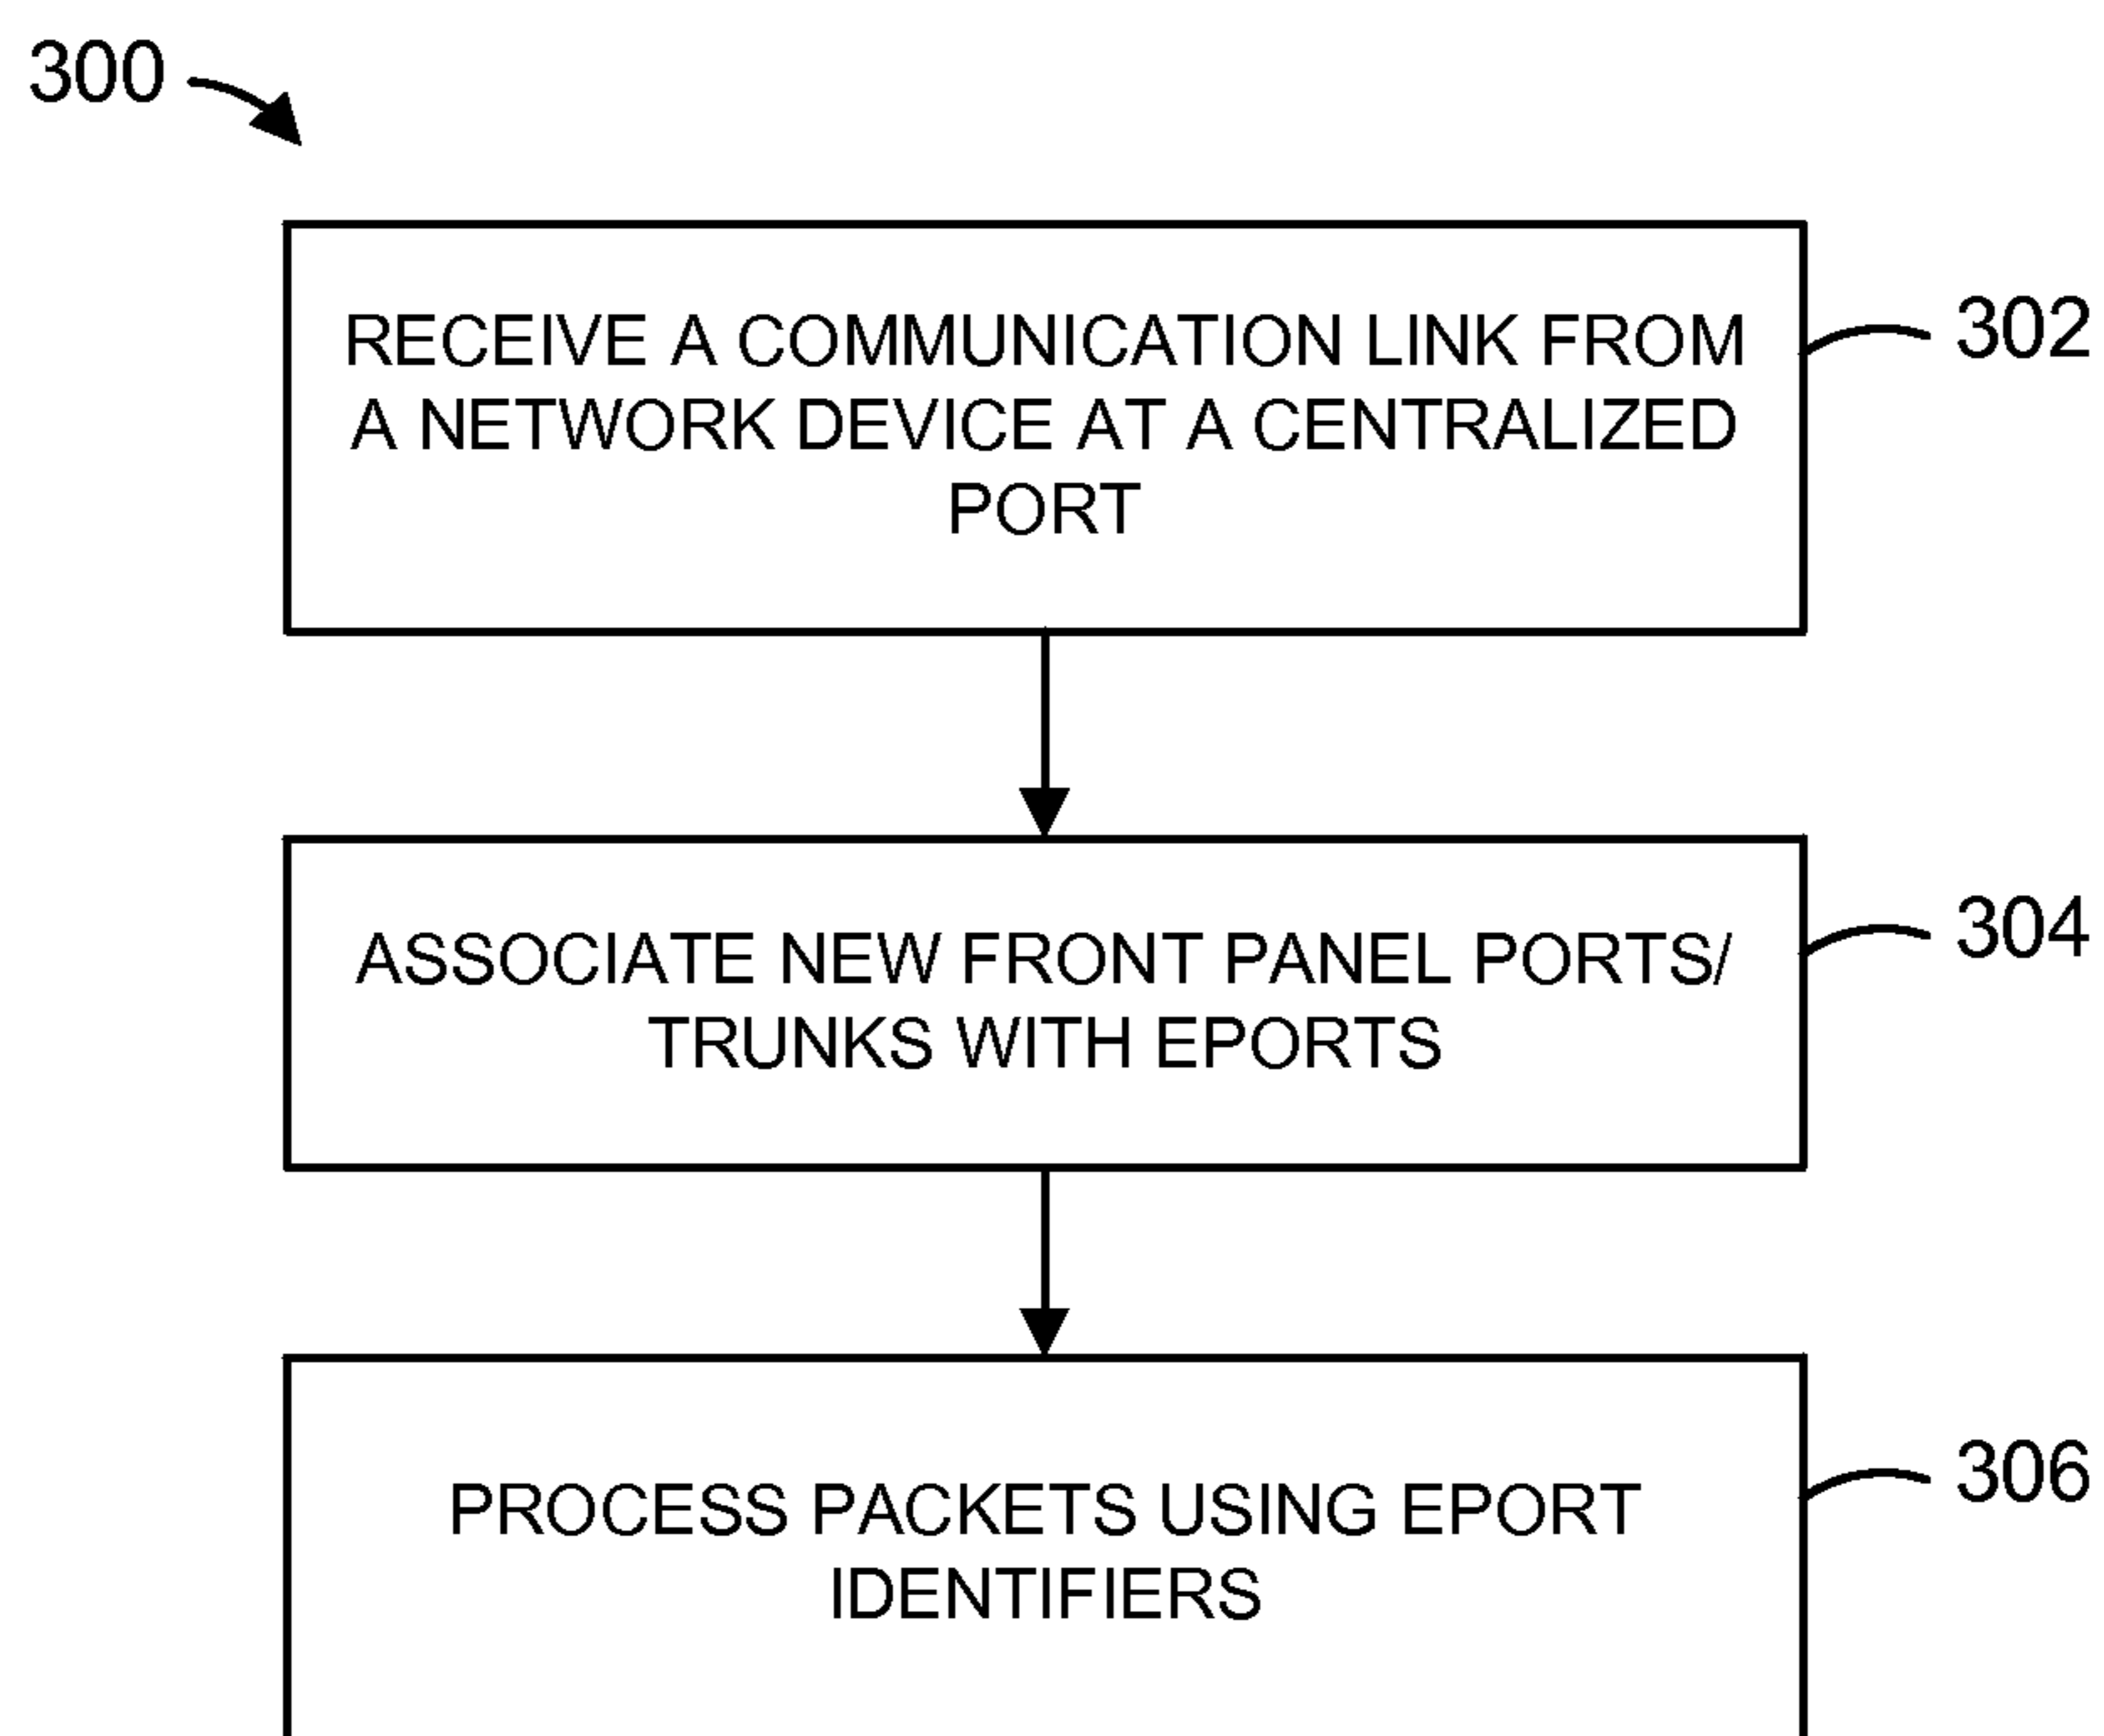 300
RECEIVE A COMMUNICATION LINK FROM
A NETWORK DEVICE AT A CENTRALIZED
PORT
302
ASSOCIATE NEW FRONT PANEL PORTS/
TRUNKS WITH EPORTS
304
PROCESS PACKETS USING EPORT
IDENTIFIERS
306